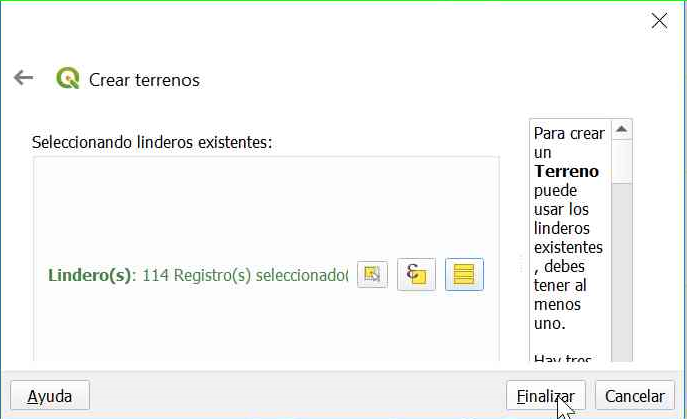 Crear terrenos
Seleccionando linderos existentes:
Lindero(s): 114 Registro(s) seleccionado(
Para crear
un
Terreno
puede
usar los
linderos
existentes
, debes
tener al
menos
uno.
Hay tres
Ayuda
Finalizar
Cancelar